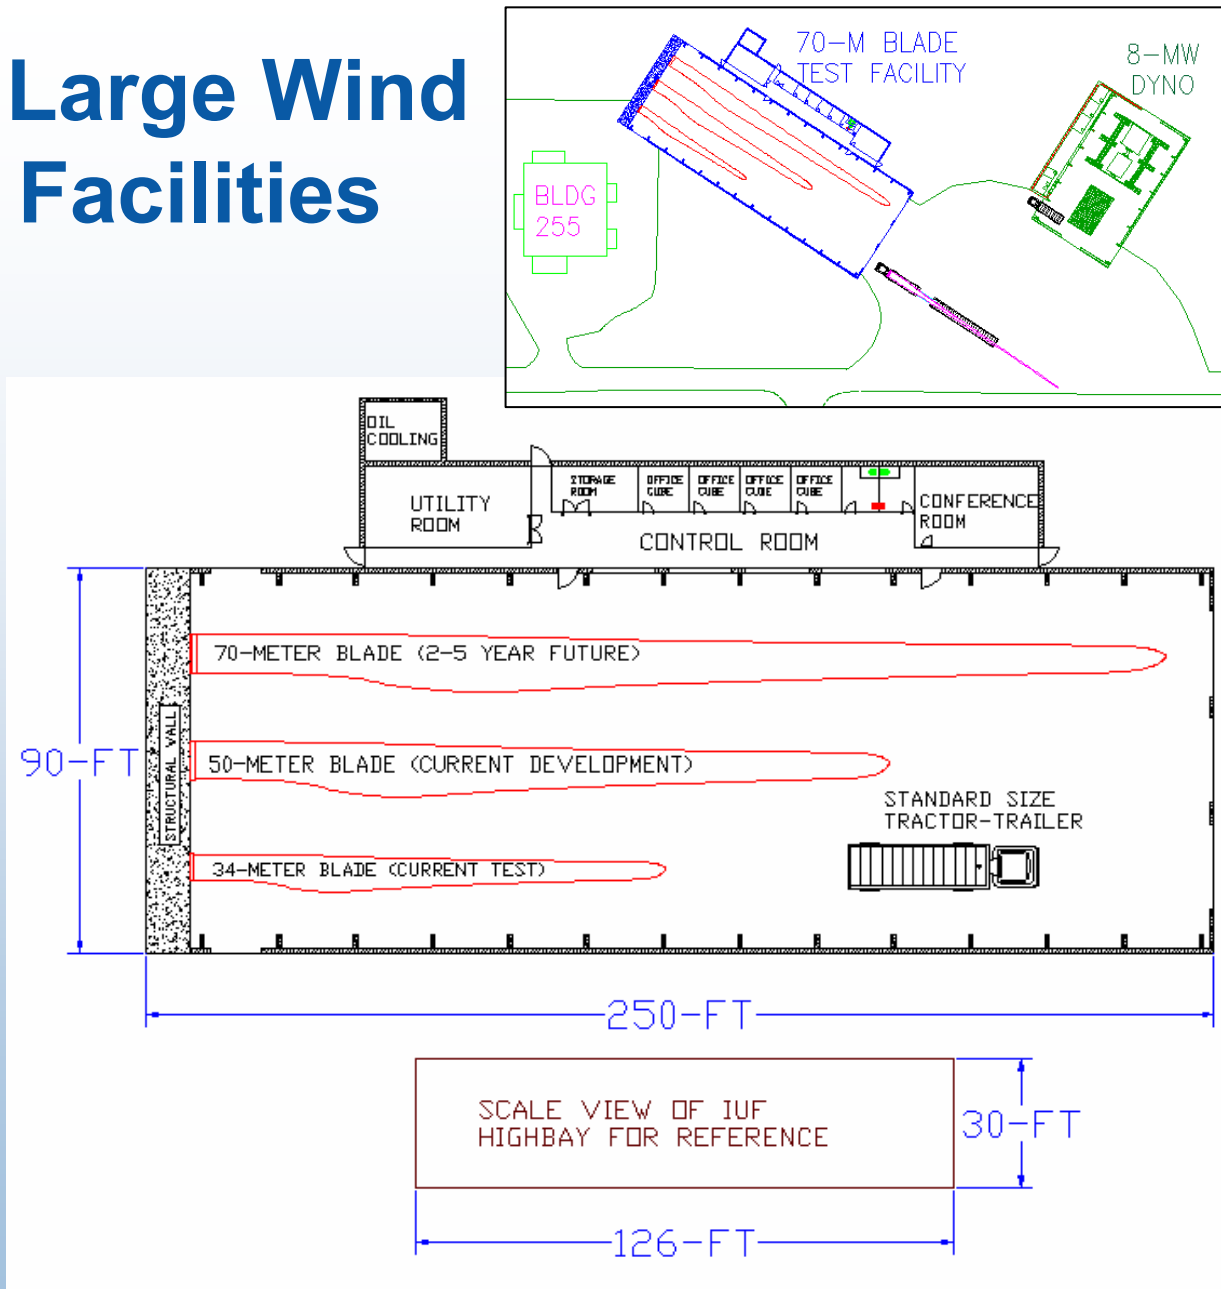 Large Wind
Facilities
70-M BLADE
TEST FACILITY
8-MW
DYNO
BLDG
255
OIL
COOLING
UTILITY
ROOM
STORAGE
ROOM
OFFICE
CUBE
OFFICE
CUBE
OFFICE
CUBE
OFFICE
CUBE
CONFERENCE
ROOM
CONTROL ROOM
70-METER BLADE (2-5 YEAR FUTURE)
90-FT
STRUCTURAL WALL
50-METER BLADE (CURRENT DEVELOPMENT)
STANDARD SIZE
TRACTOR-TRAILER
34-METER BLADE (CURRENT TEST)
250-FT
SCALE VIEW OF IUF
HIGHBAY FOR REFERENCE
30-FT
126-FT